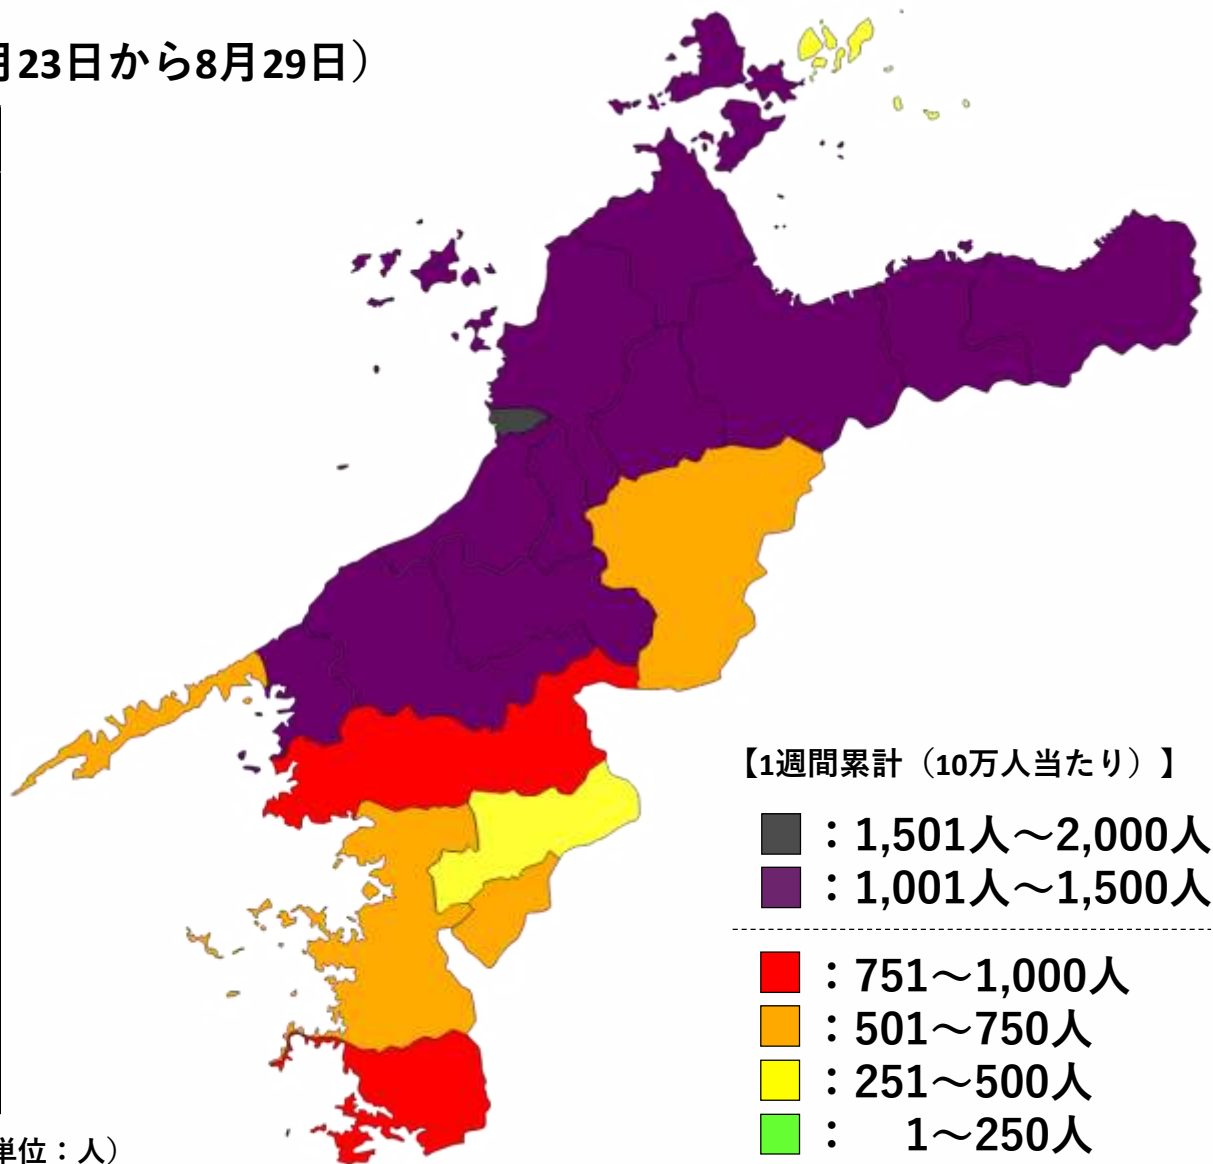 月23日から8月29日）
【1週間累計（10万人当たり）】
：1,501人～2,000人
：1,001人～1,500人
：751～1,000人
：501～750人
：251～500人
：　1～250人
単位：人）